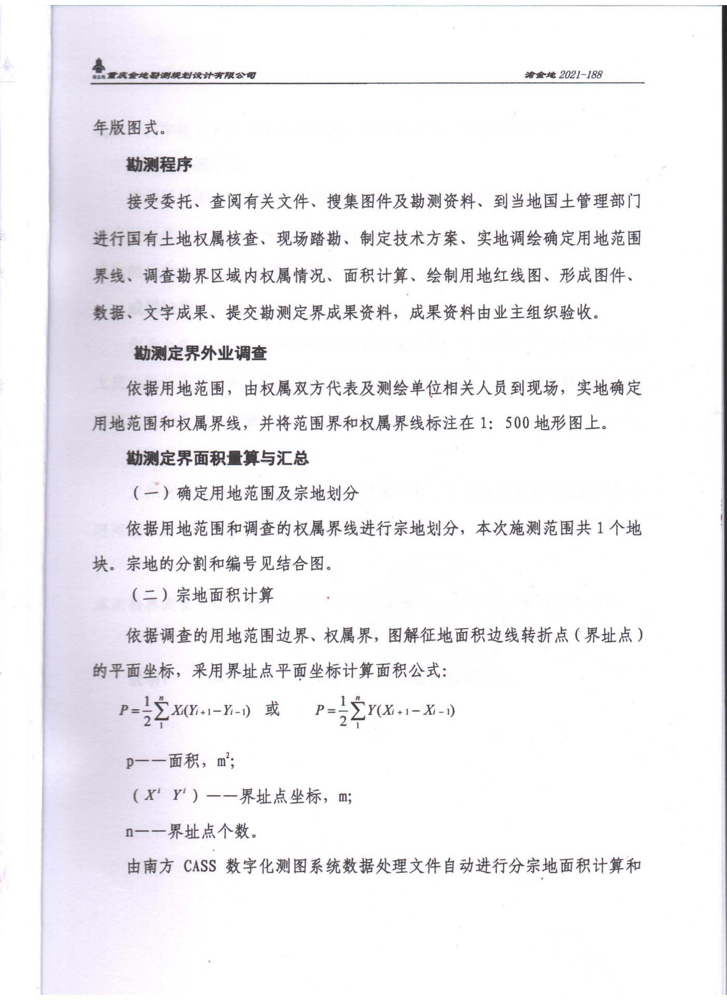 重庆金地勘测规划设计有限公司
渝金地 2021-188
年版图式。
勘测程序
接受委托、查阅有关文件、搜集图件及勘测资料、到当地国土管理部门
进行国有土地权属核查、现场踏勘、制定技术方案、实地调绘确定用地范围
界线、调查勘界区域内权属情况、面积计算、绘制用地红线图、形成图件、
数据、文字成果、提交勘测定界成果资料，成果资料由业主组织验收。
勘测定界外业调查
依据用地范围，由权属双方代表及测绘单位相关人员到现场，实地确定
用地范围和权属界线，并将范围界和权属界线标注在 1：500 地形图上。
勘测定界面积量算与汇总
（一）确定用地范围及宗地划分
依据用地范围和调查的权属界线进行宗地划分，本次施测范围共 1 个地
块。宗地的分割和编号见结合图。
（二）宗地面积计算
依据调查的用地范围边界、权属界，图解征地面积边线转折点（界址点）
的平面坐标，采用界址点平面坐标计算面积公式：
P=1/2 ∑_1^n X_i(Y_{i+1}−Y_{i−1}) 或 P=1/2 ∑_1^n Y(X_{i+1}−X_{i−1})
p——面积，m²;
（X^i Y^i）——界址点坐标，m;
n——界址点个数。
由南方 CASS 数字化测图系统数据处理文件自动进行分宗地面积计算和